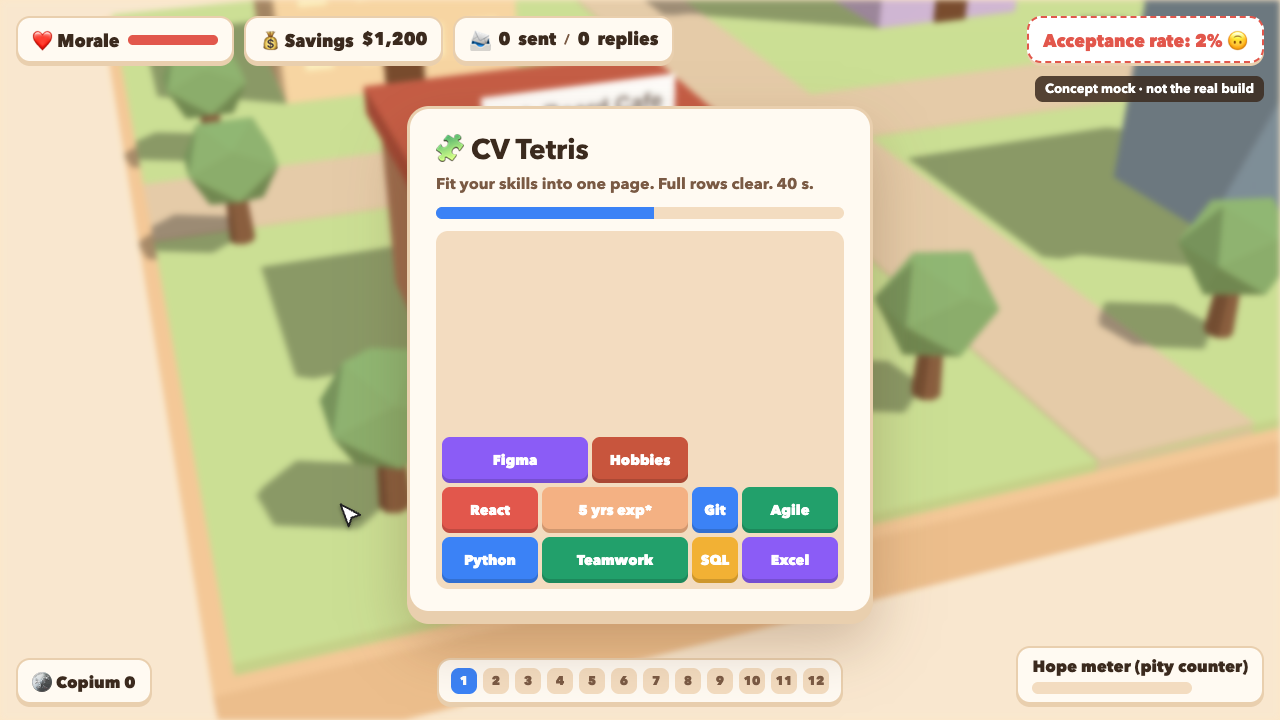 Morale
Savings $1,200
0 sent / 0 replies
Acceptance rate: 2%
Concept mock · not the real build
CV Tetris
Fit your skills into one page. Full rows clear. 40 s.
Figma
Hobbies
React
5 yrs exp*
Git
Agile
Python
Teamwork
SQL
Excel
Copium 0
1 2 3 4 5 6 7 8 9 10 11 12
Hope meter (pity counter)